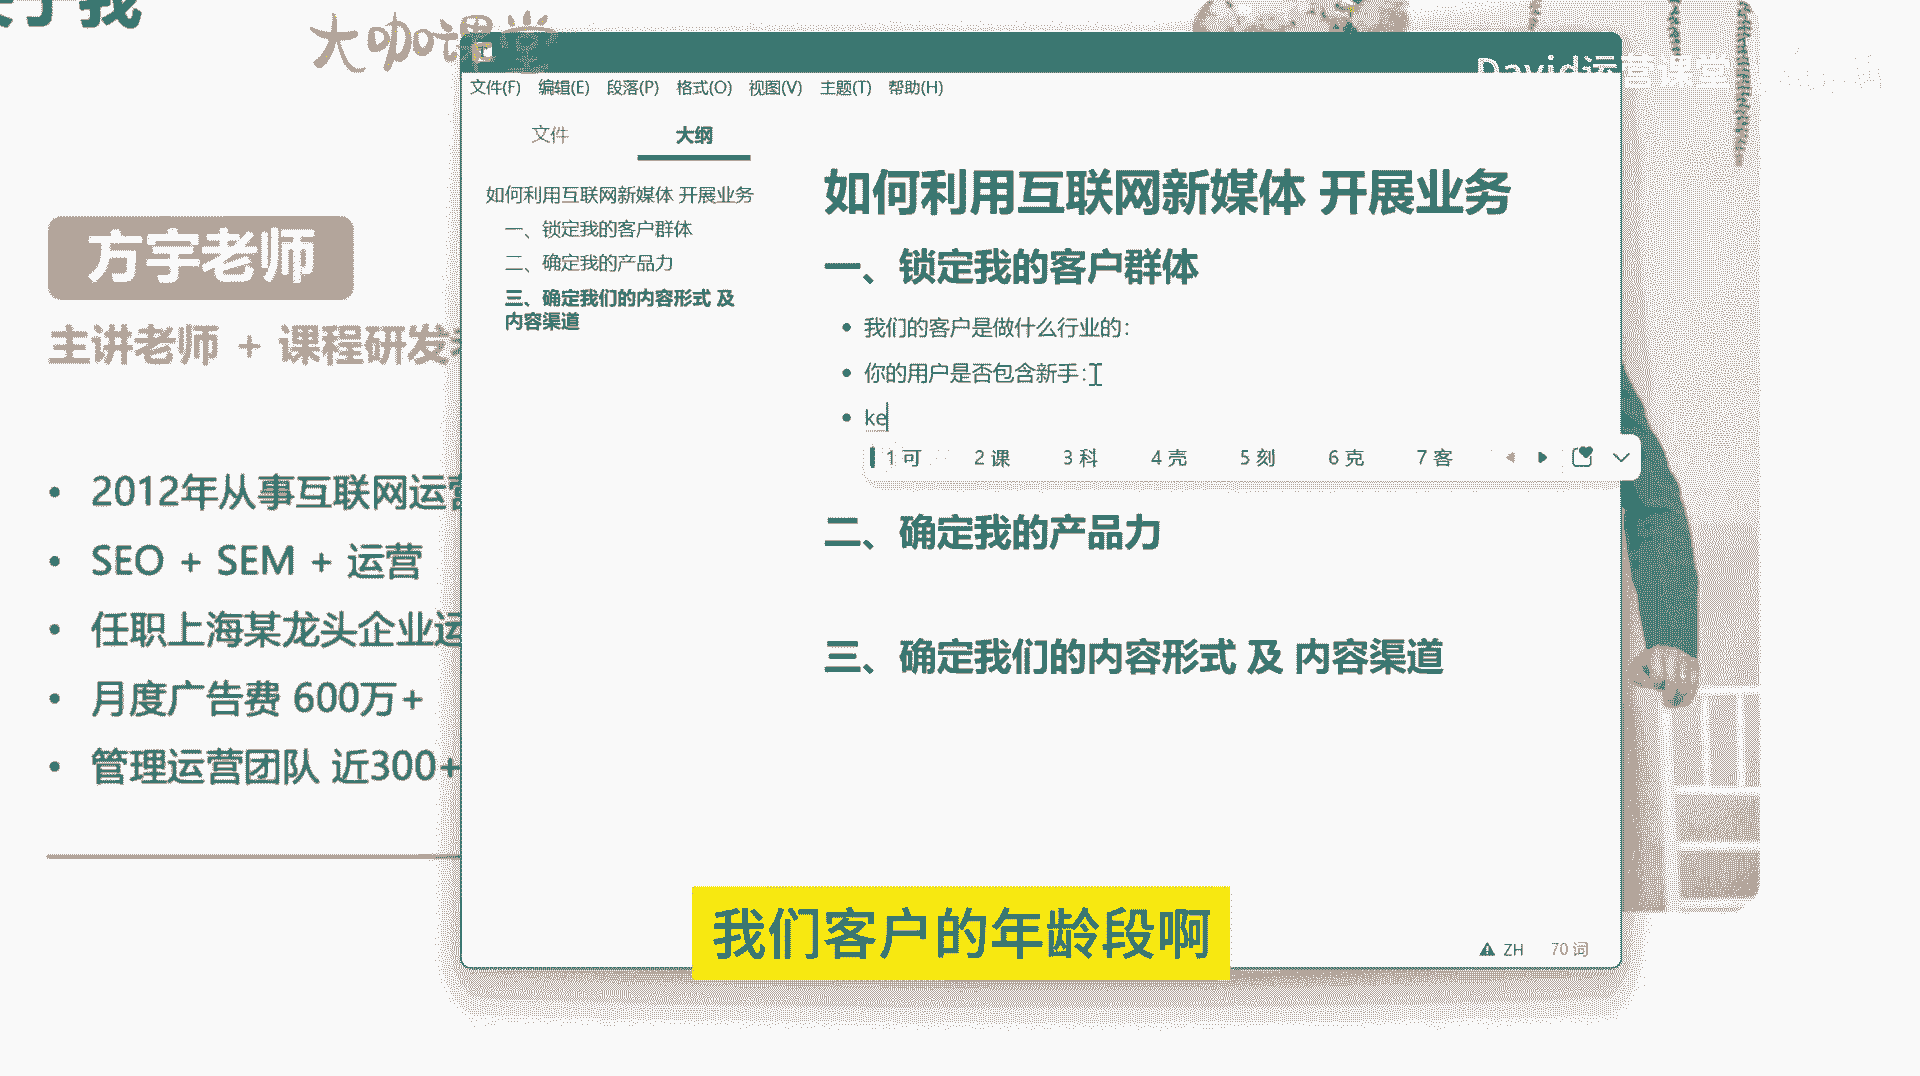 大咖课堂
David运营课堂
方宇老师
主讲老师 + 课程研发
2012年从事互联网运营
SEO + SEM + 运营
任职上海某龙头企业运
月度广告费 600万+
管理运营团队 近300+
文件(F) 编辑(E) 段落(P) 格式(O) 视图(V) 主题(T) 帮助(H)
文件 大纲
如何利用互联网新媒体 开展业务
一、锁定我的客户群体
二、确定我的产品力
三、确定我们的内容形式 及
内容渠道
如何利用互联网新媒体 开展业务
一、锁定我的客户群体
我们的客户是做什么行业的：
你的用户是否包含新手：
ke
1 可 2 课 3 科 4 壳 5 刻 6 克 7 客
二、确定我的产品力
三、确定我们的内容形式 及 内容渠道
ZH 70 词
我们客户的年龄段啊